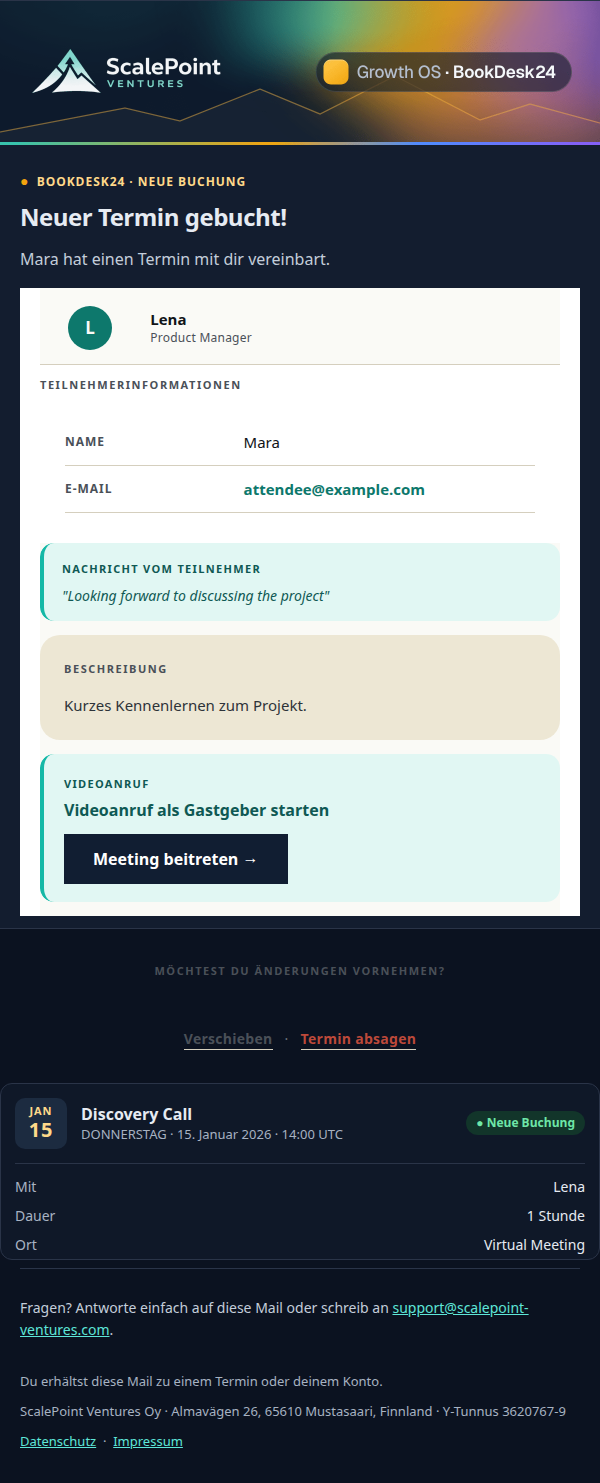 ScalePoint
VENTURES
Growth OS · BookDesk24
● BOOKDESK24 · NEUE BUCHUNG
Neuer Termin gebucht!
Mara hat einen Termin mit dir vereinbart.
L
Lena
Product Manager
TEILNEHMERINFORMATIONEN
NAME Mara
E-MAIL attendee@example.com
NACHRICHT VOM TEILNEHMER
"Looking forward to discussing the project"
BESCHREIBUNG
Kurzes Kennenlernen zum Projekt.
VIDEOANRUF
Videoanruf als Gastgeber starten
Meeting beitreten →
MÖCHTEST DU ÄNDERUNGEN VORNEHMEN?
Verschieben · Termin absagen
JAN
15
Discovery Call
DONNERSTAG · 15. Januar 2026 · 14:00 UTC
● Neue Buchung
Mit Lena
Dauer 1 Stunde
Ort Virtual Meeting
Fragen? Antworte einfach auf diese Mail oder schreib an support@scalepoint-
ventures.com.
Du erhältst diese Mail zu einem Termin oder deinem Konto.
ScalePoint Ventures Oy · Almavägen 26, 65610 Mustasaari, Finnland · Y-Tunnus 3620767-9
Datenschutz · Impressum